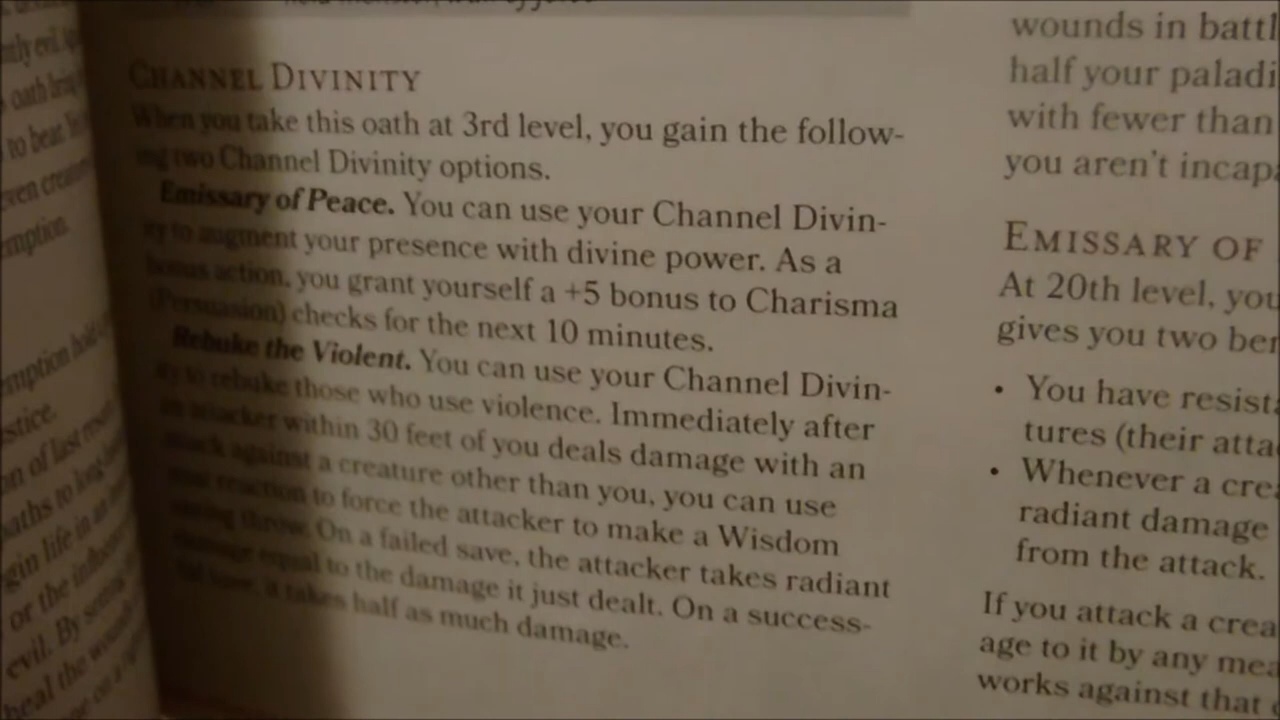 CHANNEL DIVINITY
When you take this oath at 3rd level, you gain the follow-
ing two Channel Divinity options.
Emissary of Peace. You can use your Channel Divin-
ity to augment your presence with divine power. As a
bonus action, you grant yourself a +5 bonus to Charisma
(Persuasion) checks for the next 10 minutes.
Rebuke the Violent. You can use your Channel Divin-
ity to rebuke those who use violence. Immediately after
an attacker within 30 feet of you deals damage with an
attack against a creature other than you, you can use
your reaction to force the attacker to make a Wisdom
saving throw. On a failed save, the attacker takes radiant
damage equal to the damage it just dealt. On a success-
ful save, it takes half as much damage.
wounds in battl
half your paladi
with fewer than
you aren't incapa
EMISSARY OF
At 20th level, you
gives you two ben
• You have resista
tures (their atta
• Whenever a crea
radiant damage
from the attack.
If you attack a crea
age to it by any mea
works against that